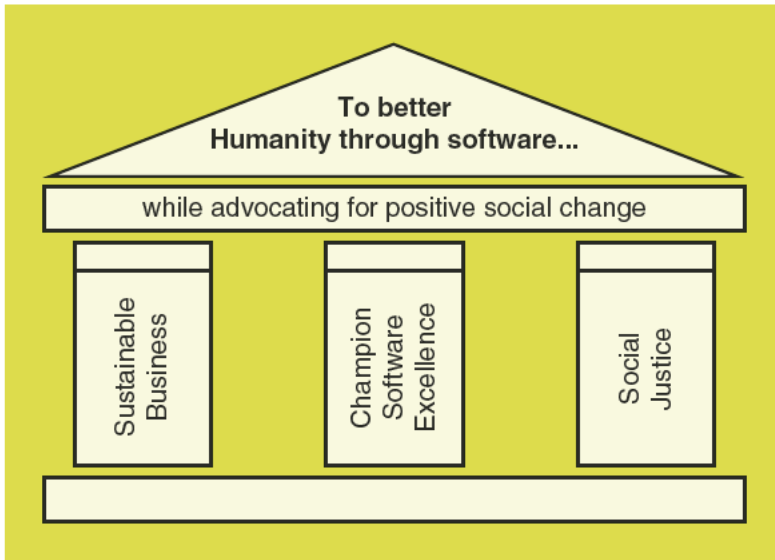 To better
Humanity through software...
while advocating for positive social change
Sustainable
Business
Champion
Software
Excellence
Social
Justice